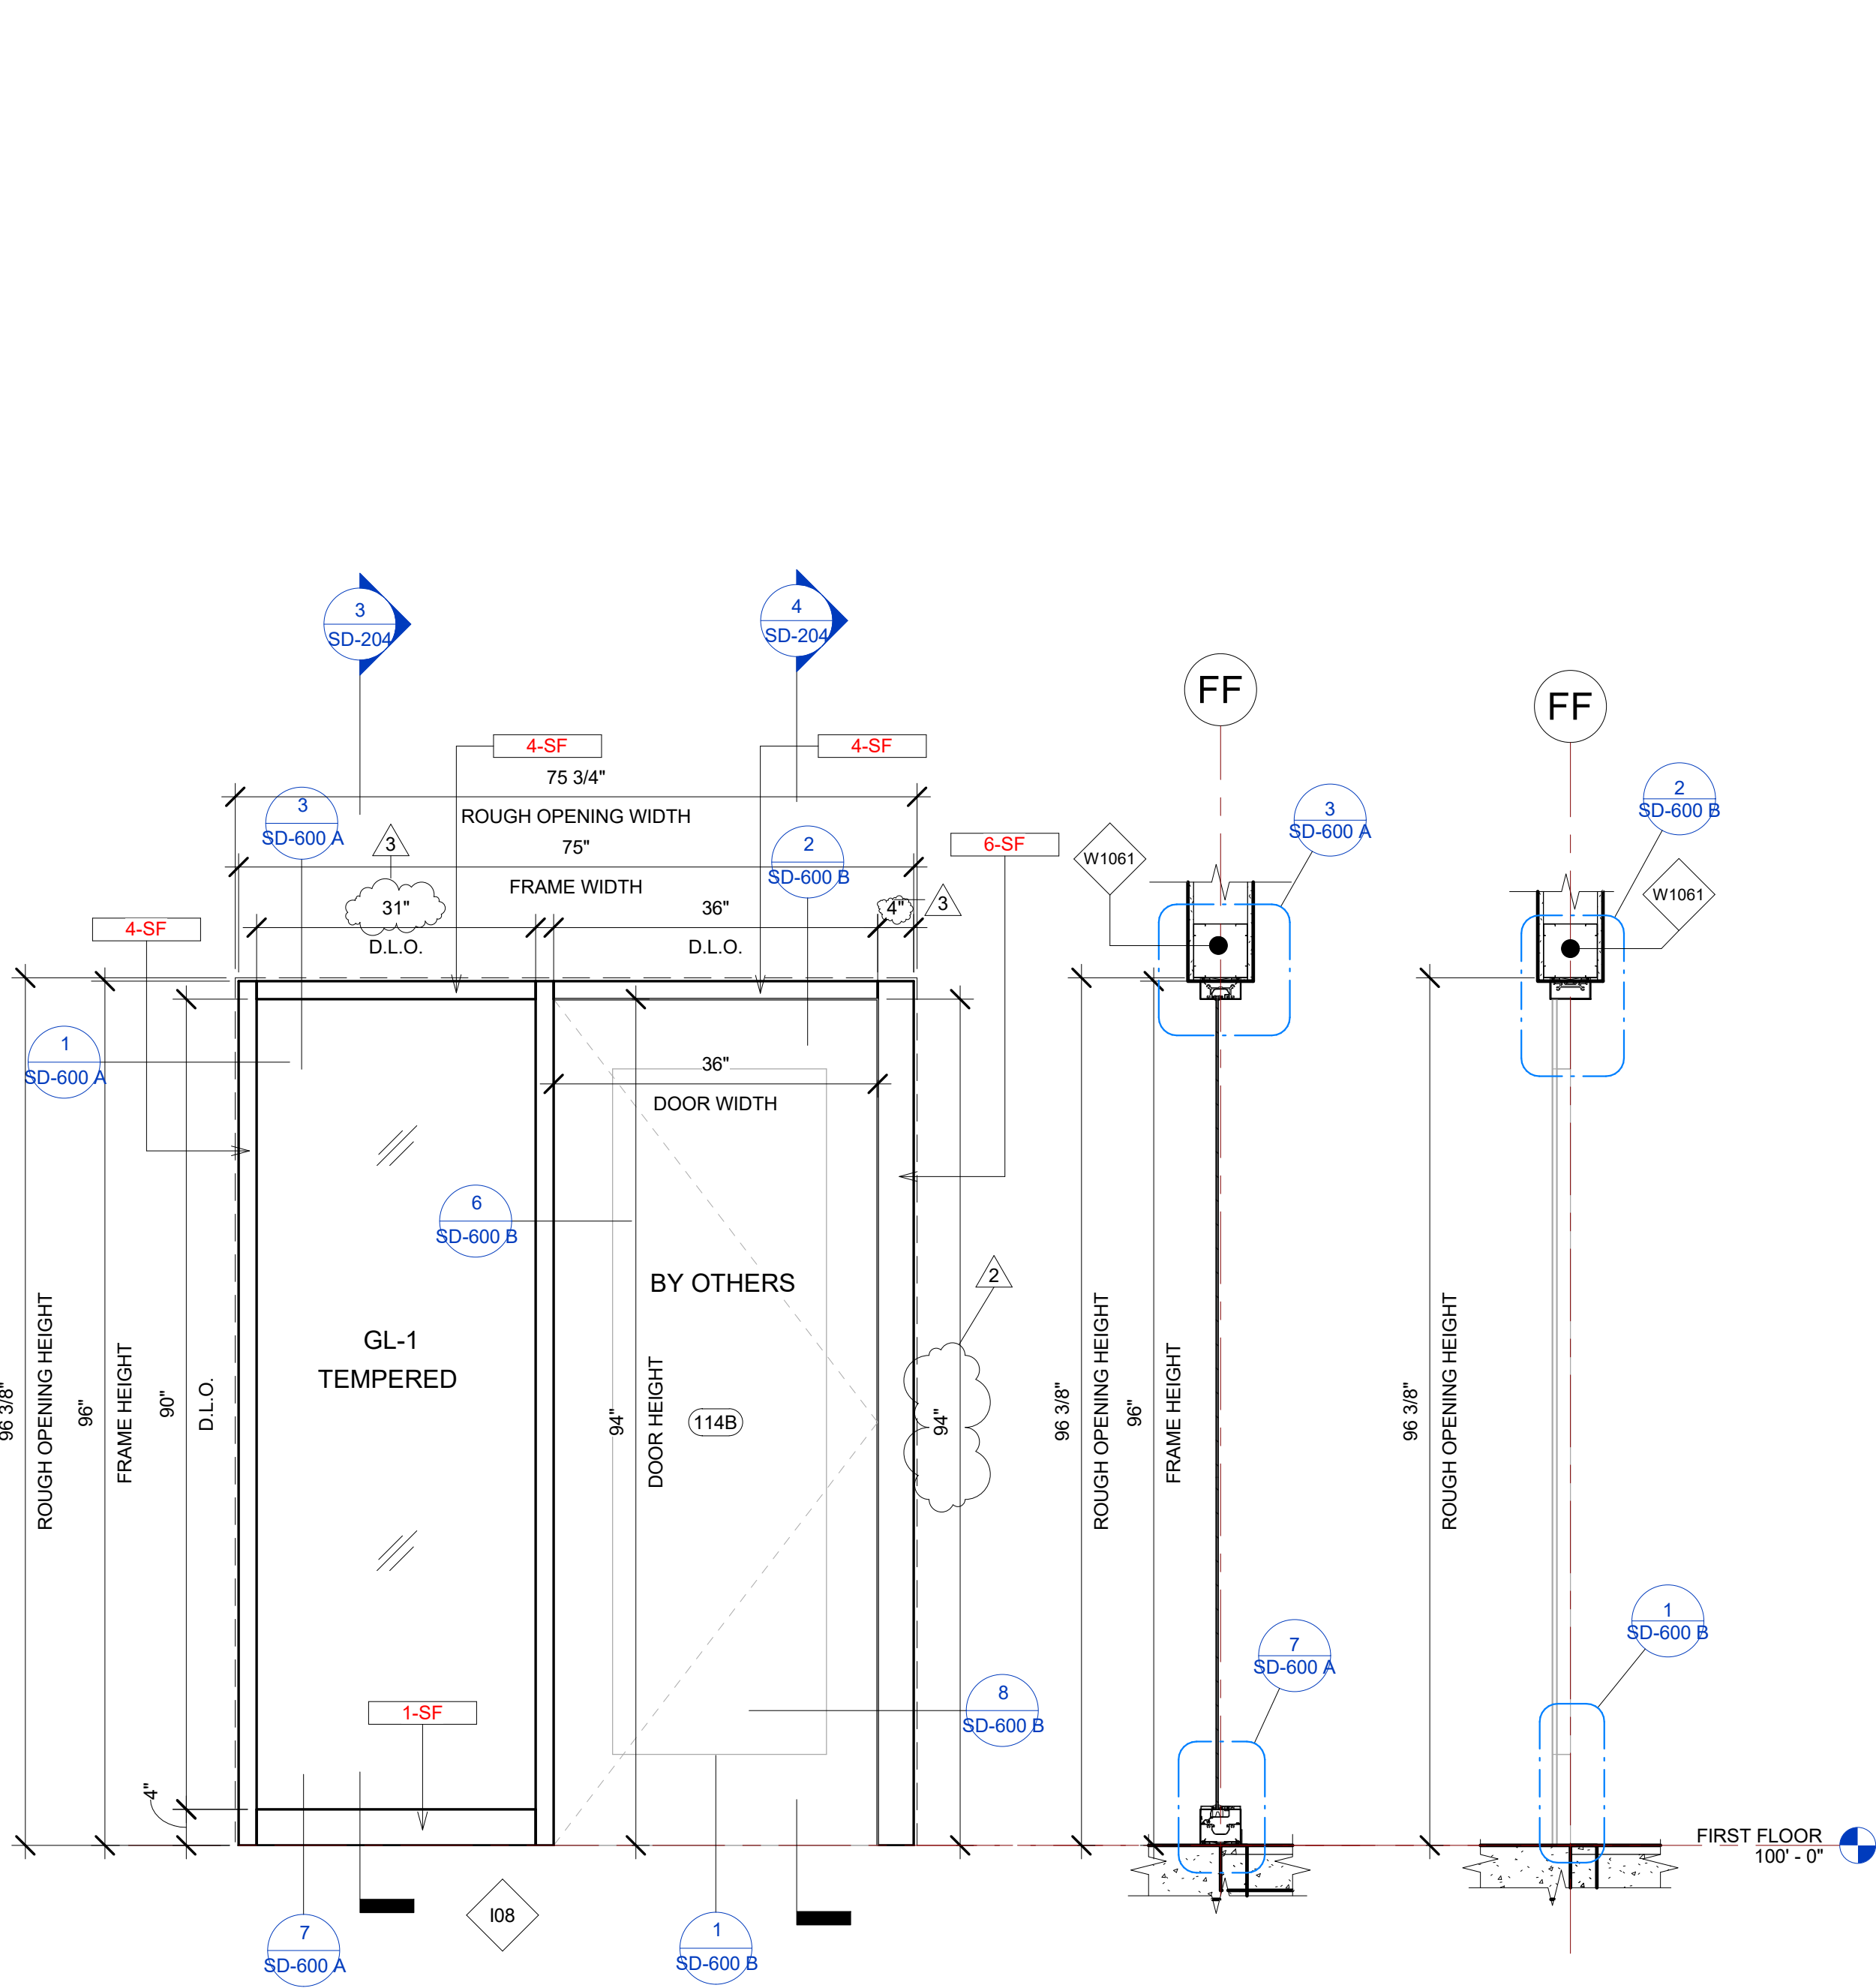 3
SD-204
4
SD-204
FF
FF
4-SF
4-SF
75 3/4"
ROUGH OPENING WIDTH
75"
FRAME WIDTH
3
SD-600 A
3
2
SD-600 B
6-SF
W1061
3
SD-600 A
2
SD-600 B
W1061
4-SF
31"
D.L.O.
36"
D.L.O.
4"
3
1
SD-600 A
36"
DOOR WIDTH
6
SD-600 B
BY OTHERS
2
GL-1
TEMPERED
96 3/8"
ROUGH OPENING HEIGHT
96"
FRAME HEIGHT
90"
D.L.O.
94"
DOOR HEIGHT
114B
94"
96 3/8"
ROUGH OPENING HEIGHT
96"
FRAME HEIGHT
96 3/8"
ROUGH OPENING HEIGHT
1-SF
4"
8
SD-600 B
7
SD-600 A
1
SD-600 B
FIRST FLOOR
100' - 0"
I08
7
SD-600 A
1
SD-600 B